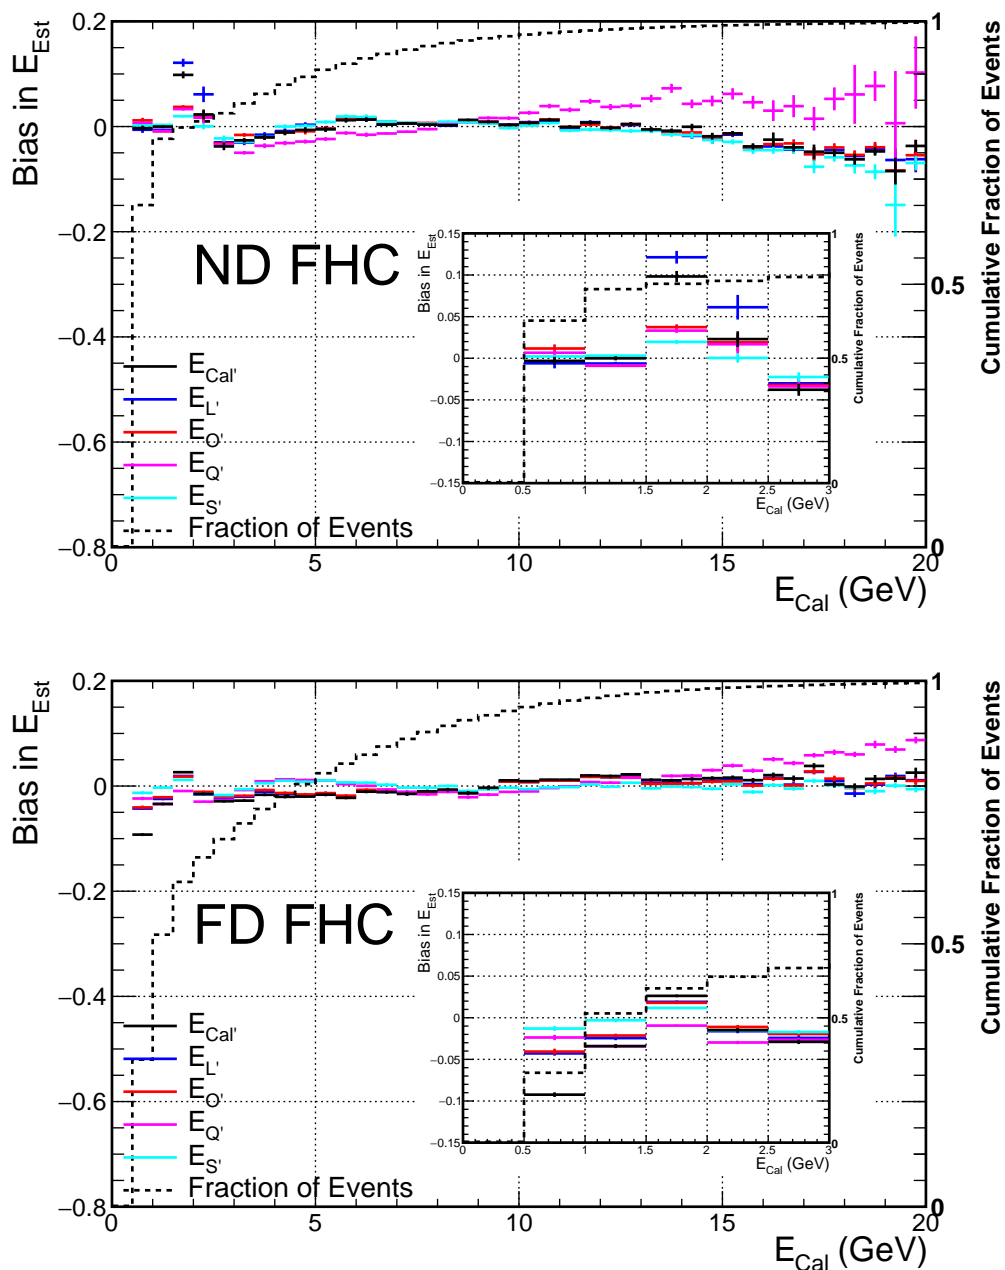 Bias in E_Est
0.2
0
−0.2
−0.4
−0.6
−0.8
ND FHC
E_Cal'
E_L'
E_O'
E_Q'
E_S'
Fraction of Events
0 5 10 15 20
E_Cal (GeV)
1
0.5
0
Cumulative Fraction of Events
Bias in E_Est
0.15
0.1
0.05
0
−0.05
−0.1
−0.15
0 0.5 1 1.5 2 2.5 3
E_Cal (GeV)
1
0.5
0
Cumulative Fraction of Events
Bias in E_Est
0.2
0
−0.2
−0.4
−0.6
−0.8
FD FHC
E_Cal'
E_L'
E_O'
E_Q'
E_S'
Fraction of Events
0 5 10 15 20
E_Cal (GeV)
1
0.5
0
Cumulative Fraction of Events
Bias in E_Est
0.15
0.1
0.05
0
−0.05
−0.1
−0.15
0 0.5 1 1.5 2 2.5 3
E_Cal (GeV)
1
0.5
0
Cumulative Fraction of Events